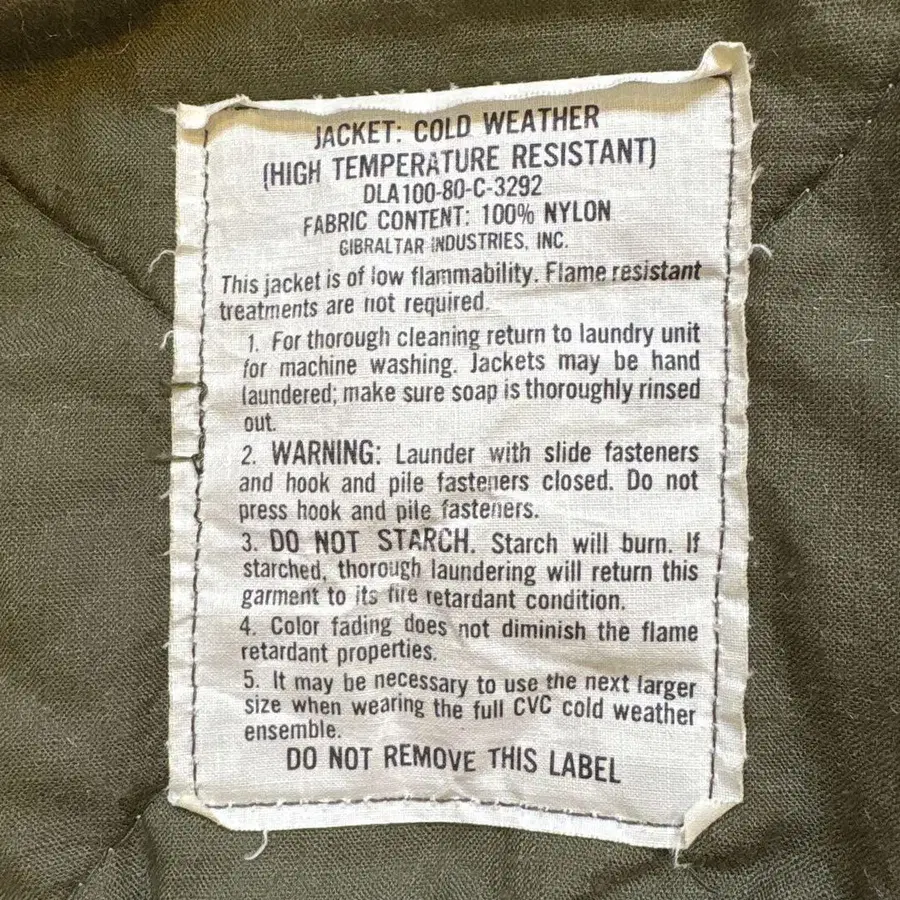 JACKET: COLD WEATHER
(HIGH TEMPERATURE RESISTANT)
DLA100-80-C-3292
FABRIC CONTENT: 100% NYLON
GIBRALTAR INDUSTRIES, INC.
This jacket is of low flammability. Flame resistant
treatments are not required.
1. For thorough cleaning return to laundry unit
for machine washing. Jackets may be hand
laundered; make sure soap is thoroughly rinsed
out.
2. WARNING: Launder with slide fasteners
and hook and pile fasteners closed. Do not
press hook and pile fasteners.
3. DO NOT STARCH. Starch will burn. If
starched, thorough laundering will return this
garment to its fire retardant condition.
4. Color fading does not diminish the flame
retardant properties.
5. It may be necessary to use the next larger
size when wearing the full CVC cold weather
ensemble.
DO NOT REMOVE THIS LABEL